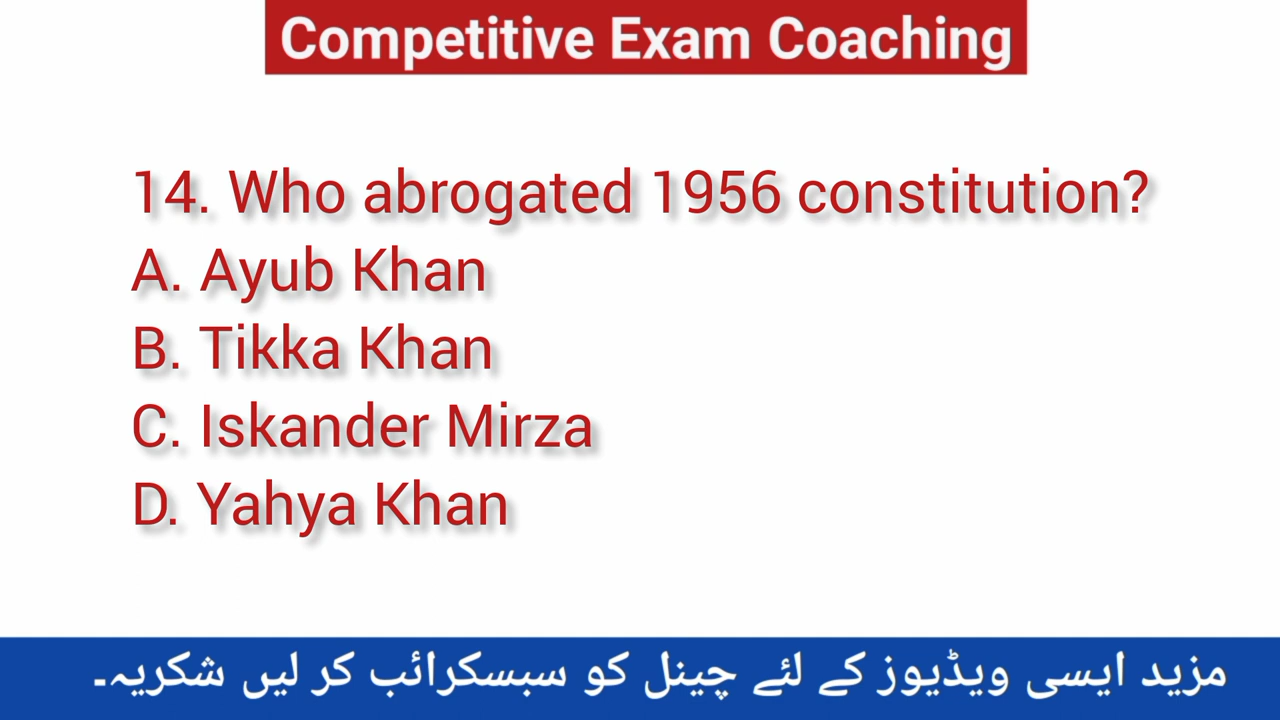 Competitive Exam Coaching
14. Who abrogated 1956 constitution?
A. Ayub Khan
B. Tikka Khan
C. Iskander Mirza
D. Yahya Khan
مزید ایسی ویڈیوز کے لئے چینل کو سبسکرائب کر لیں شکریہ۔